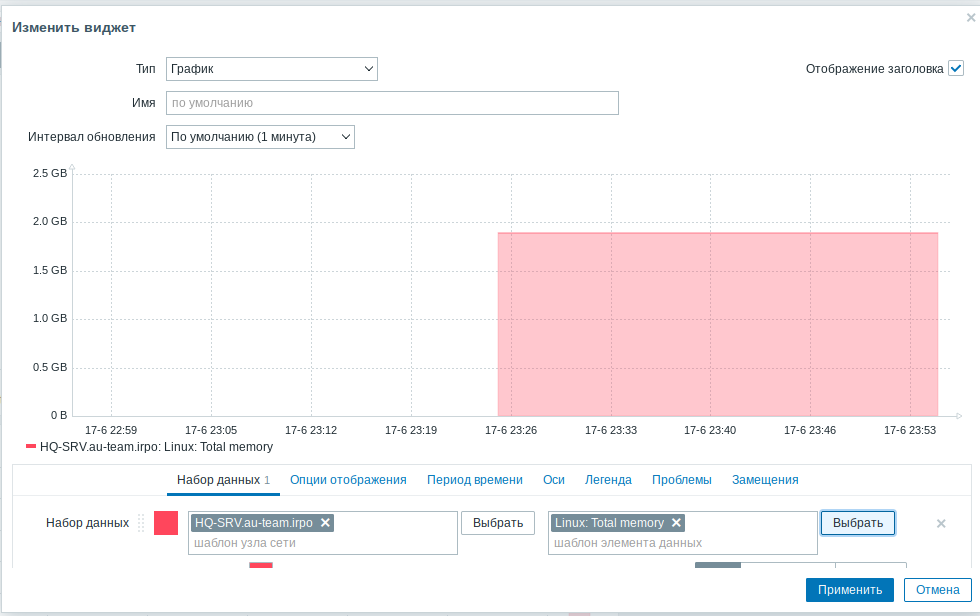 Изменить виджет
Тип График Отображение заголовка
Имя по умолчанию
Интервал обновления По умолчанию (1 минута)
2.5 GB
2.0 GB
1.5 GB
1.0 GB
0.5 GB
0 B
17-6 22:59 17-6 23:05 17-6 23:12 17-6 23:19 17-6 23:26 17-6 23:33 17-6 23:40 17-6 23:46 17-6 23:53
HQ-SRV.au-team.irpo: Linux: Total memory
Набор данных 1 Опции отображения Период времени Оси Легенда Проблемы Замещения
Набор данных HQ-SRV.au-team.irpo Выбрать Linux: Total memory Выбрать
шаблон узла сети шаблон элемента данных
Применить Отмена